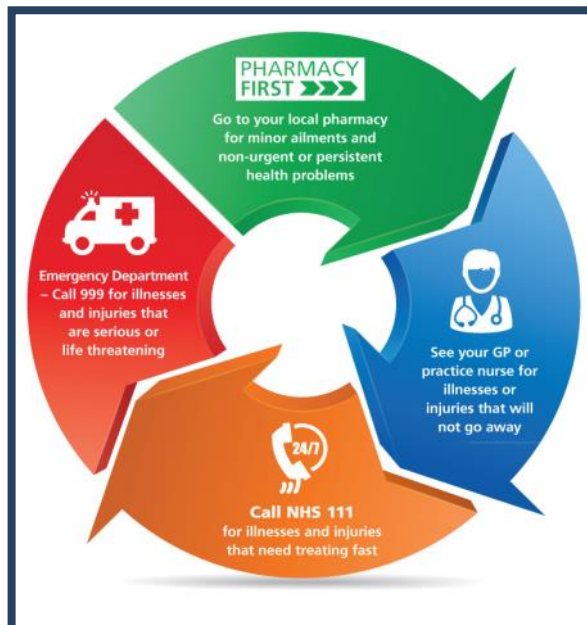 PHARMACY
FIRST
Go to your local pharmacy
for minor ailments and
non-urgent or persistent
health problems
See your GP or
practice nurse for
illnesses or
injuries that will
not go away
24/7
Call NHS 111
for illnesses and injuries
that need treating fast
Emergency Department
– Call 999 for illnesses
and injuries that
are serious or
life threatening